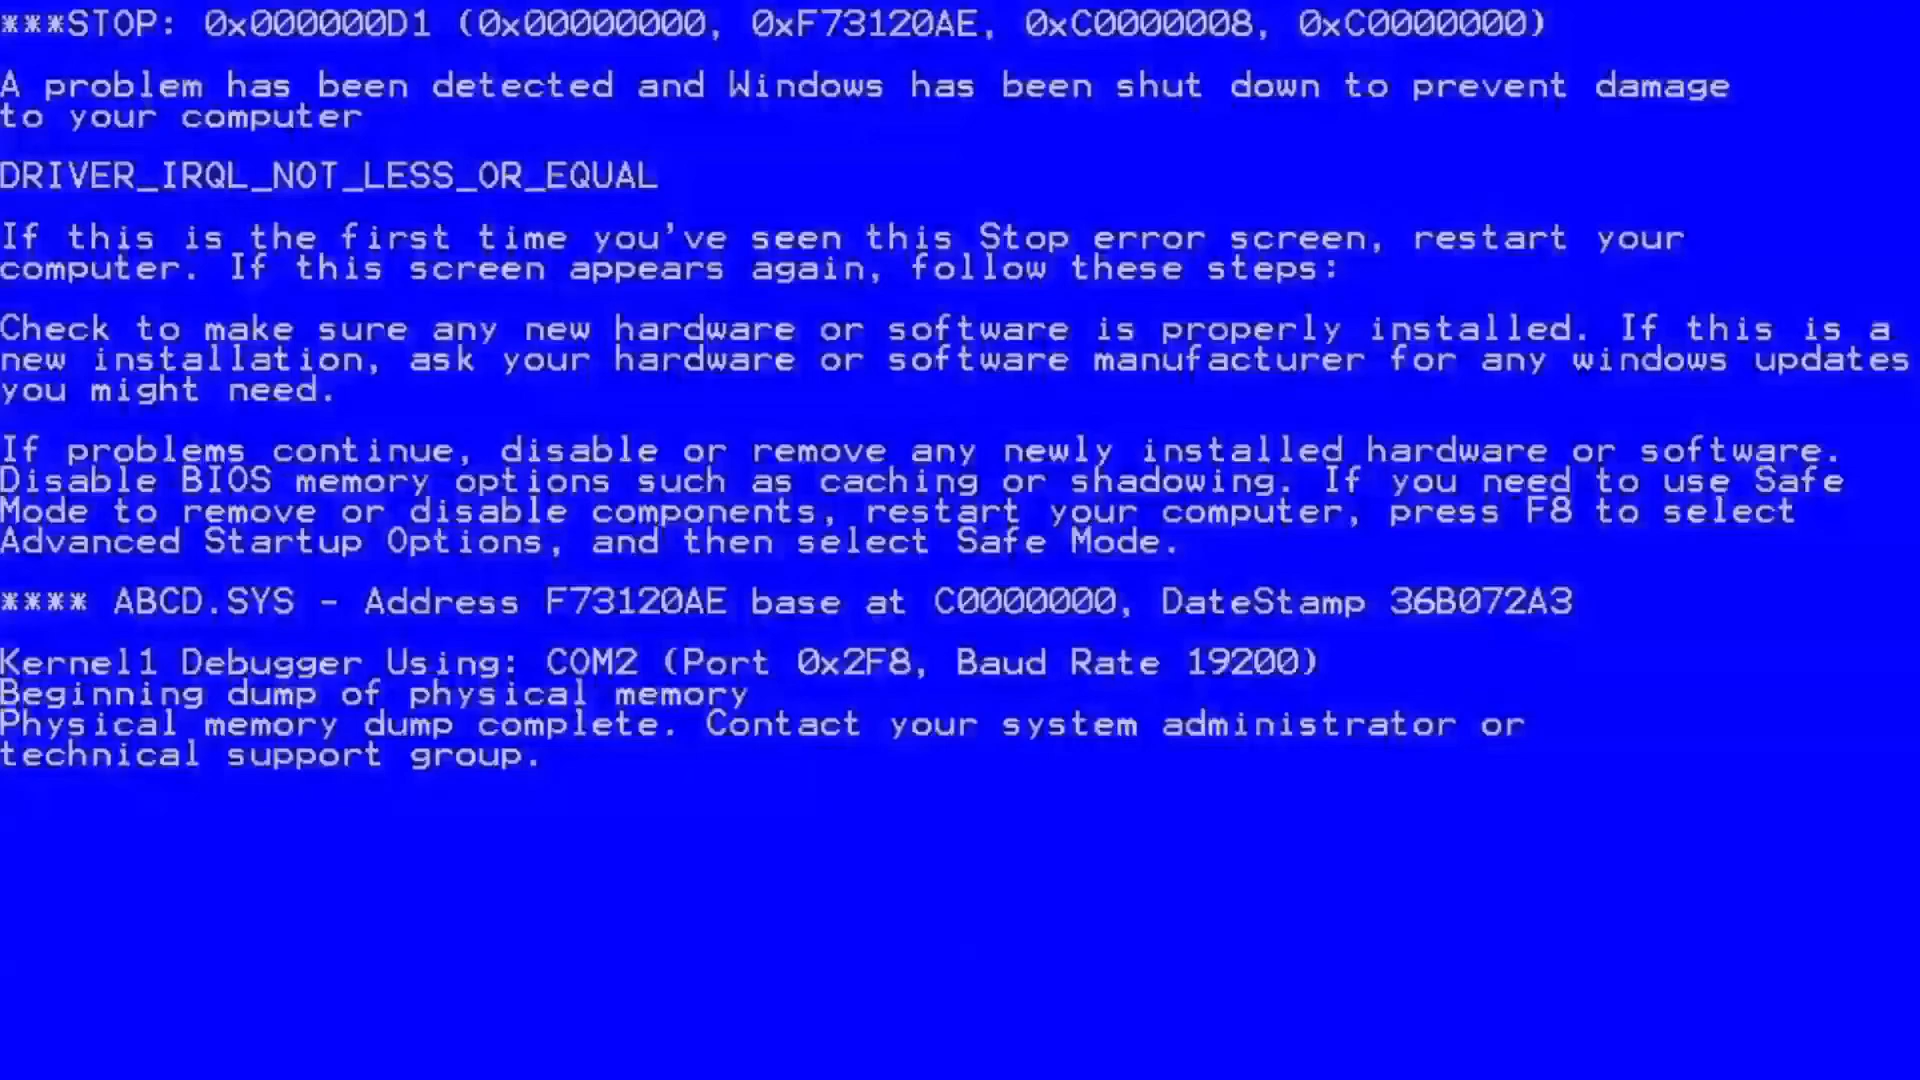 ***STOP: 0x000000D1 (0x00000000, 0xF73120AE, 0xC0000008, 0xC0000000)
A problem has been detected and Windows has been shut down to prevent damage
to your computer
DRIVER_IRQL_NOT_LESS_OR_EQUAL
If this is the first time you've seen this Stop error screen, restart your
computer. If this screen appears again, follow these steps:
Check to make sure any new hardware or software is properly installed. If this is a
new installation, ask your hardware or software manufacturer for any windows updates
you might need.
If problems continue, disable or remove any newly installed hardware or software.
Disable BIOS memory options such as caching or shadowing. If you need to use Safe
Mode to remove or disable components, restart your computer, press F8 to select
Advanced Startup Options, and then select Safe Mode.
**** ABCD.SYS - Address F73120AE base at C0000000, DateStamp 36B072A3
Kernel1 Debugger Using: COM2 (Port 0x2F8, Baud Rate 19200)
Beginning dump of physical memory
Physical memory dump complete. Contact your system administrator or
technical support group.